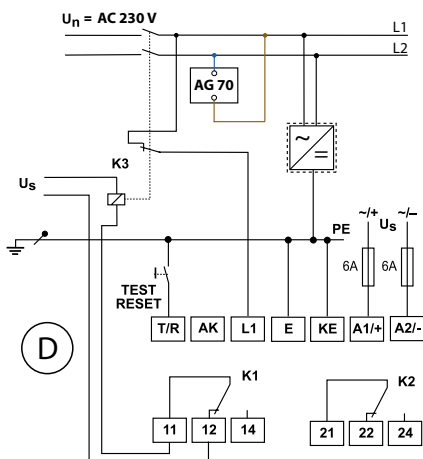 Un = AC 230 V
L1
L2
AG 70
~
=
K3
Us
PE
~/+
~/–
Us
6A
6A
TEST
RESET
T/R
AK
L1
E
KE
A1/+
A2/-
D
K1
K2
11
12
14
21
22
24